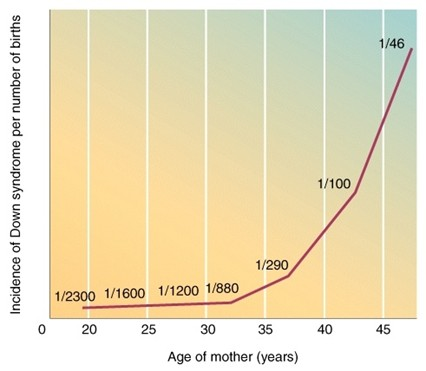 Incidence of Down syndrome per number of births
1/46
1/100
1/290
1/2300 1/1600 1/1200 1/880
0 20 25 30 35 40 45
Age of mother (years)